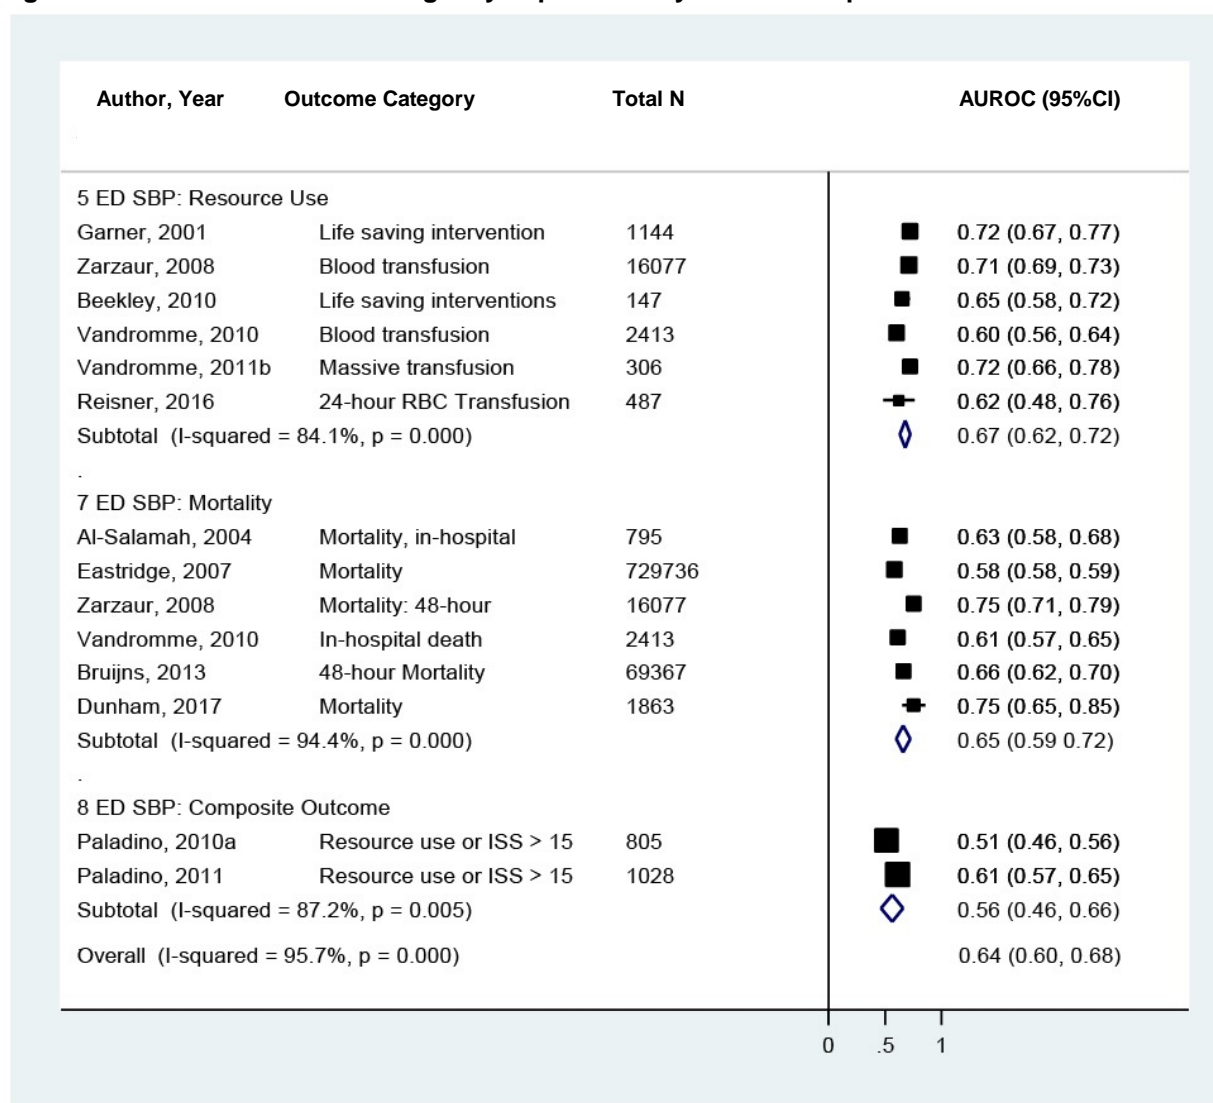 Author, Year Outcome Category Total N AUROC (95%CI)
5 ED SBP: Resource Use
Garner, 2001 Life saving intervention 1144 0.72 (0.67, 0.77)
Zarzaur, 2008 Blood transfusion 16077 0.71 (0.69, 0.73)
Beekley, 2010 Life saving interventions 147 0.65 (0.58, 0.72)
Vandromme, 2010 Blood transfusion 2413 0.60 (0.56, 0.64)
Vandromme, 2011b Massive transfusion 306 0.72 (0.66, 0.78)
Reisner, 2016 24-hour RBC Transfusion 487 0.62 (0.48, 0.76)
Subtotal (I-squared = 84.1%, p = 0.000) 0.67 (0.62, 0.72)
.
7 ED SBP: Mortality
Al-Salamah, 2004 Mortality, in-hospital 795 0.63 (0.58, 0.68)
Eastridge, 2007 Mortality 729736 0.58 (0.58, 0.59)
Zarzaur, 2008 Mortality: 48-hour 16077 0.75 (0.71, 0.79)
Vandromme, 2010 In-hospital death 2413 0.61 (0.57, 0.65)
Bruijns, 2013 48-hour Mortality 69367 0.66 (0.62, 0.70)
Dunham, 2017 Mortality 1863 0.75 (0.65, 0.85)
Subtotal (I-squared = 94.4%, p = 0.000) 0.65 (0.59 0.72)
.
8 ED SBP: Composite Outcome
Paladino, 2010a Resource use or ISS > 15 805 0.51 (0.46, 0.56)
Paladino, 2011 Resource use or ISS > 15 1028 0.61 (0.57, 0.65)
Subtotal (I-squared = 87.2%, p = 0.005) 0.56 (0.46, 0.66)
Overall (I-squared = 95.7%, p = 0.000) 0.64 (0.60, 0.68)
0 .5 1